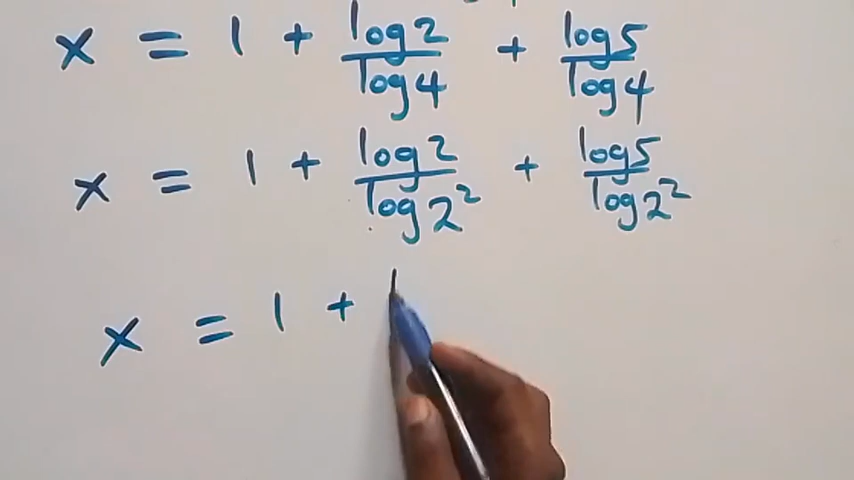 x = 1 + log2/log4 + log5/log4
x = 1 + log2/log2² + log5/log2²
x = 1 +